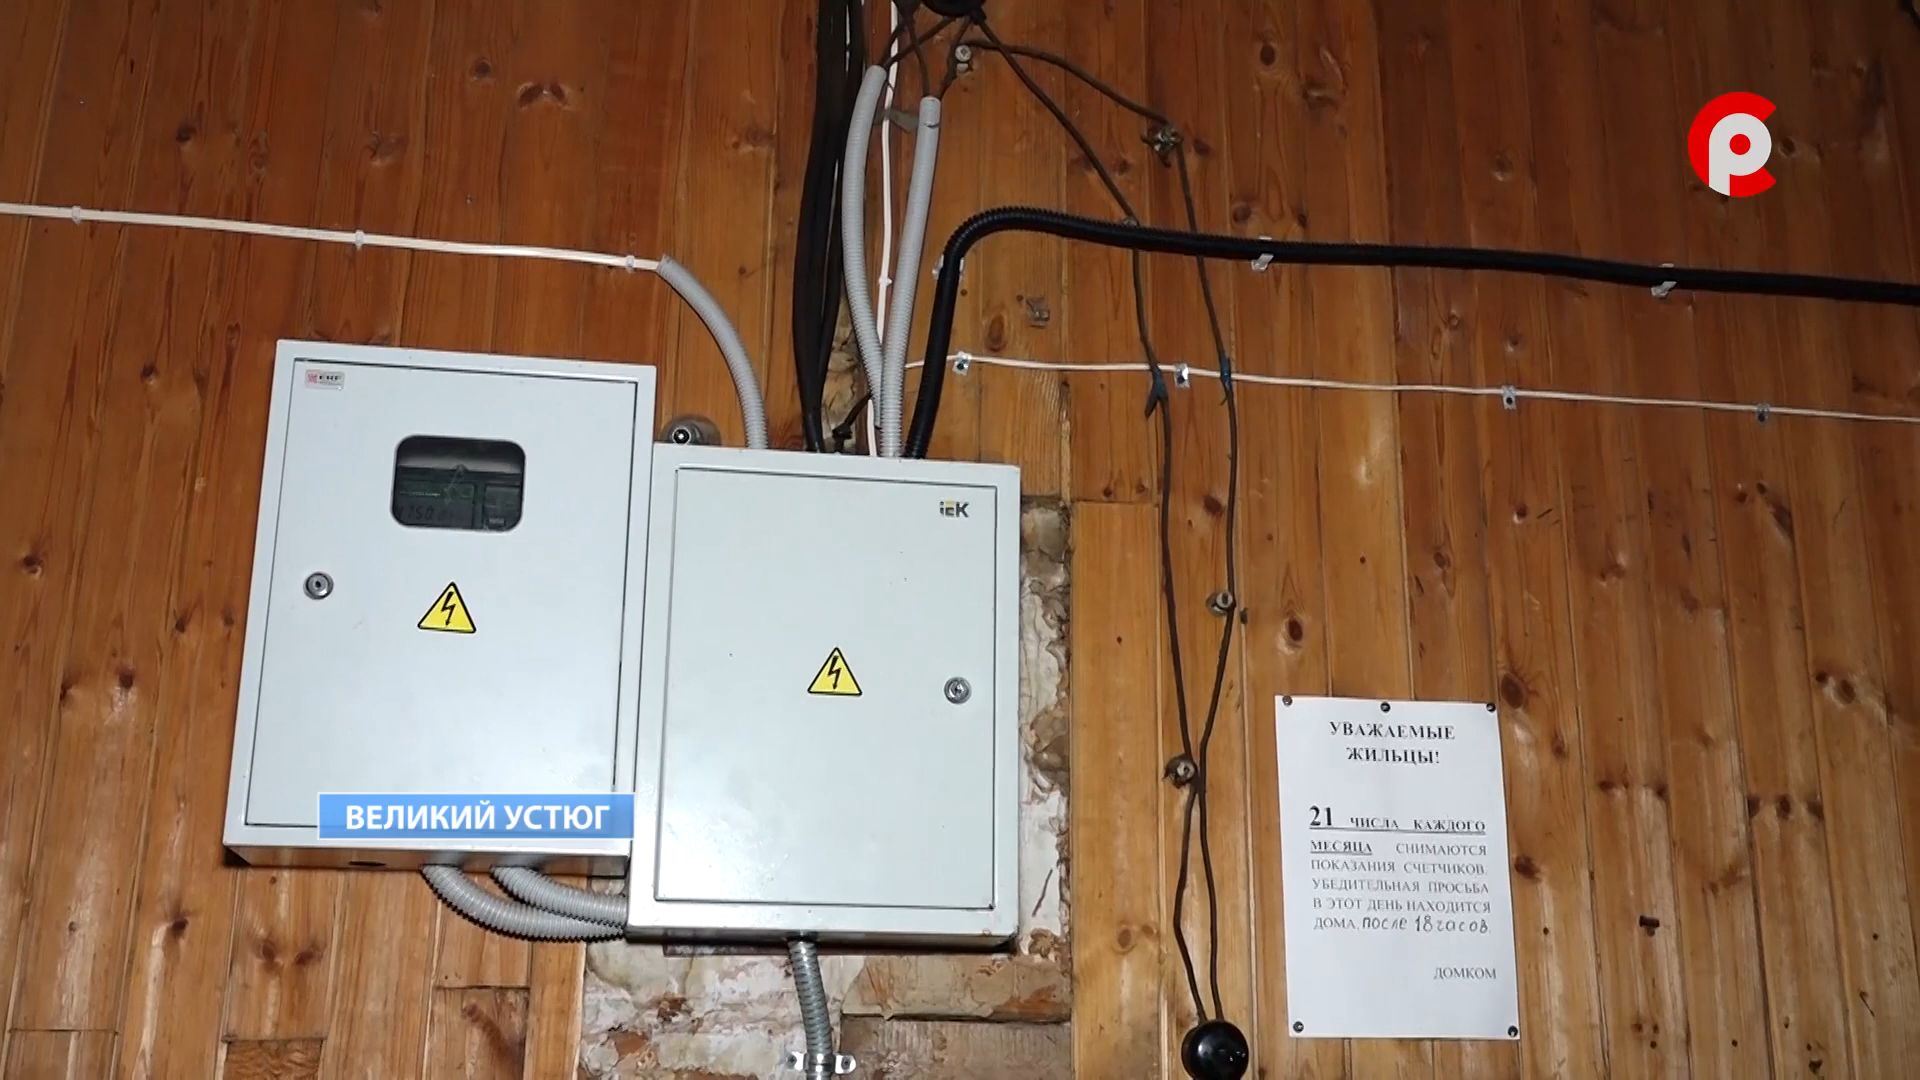 EKF
iEK
ВЕЛИКИЙ УСТЮГ
УВАЖАЕМЫЕ
ЖИЛЬЦЫ!
21 ЧИСЛА КАЖДОГО
МЕСЯЦА СНИМАЮТСЯ
ПОКАЗАНИЯ СЧЕТЧИКОВ.
УБЕДИТЕЛЬНАЯ ПРОСЬБА
В ЭТОТ ДЕНЬ НАХОДИТСЯ
ДОМА, после 18 часов.
ДОМКОМ